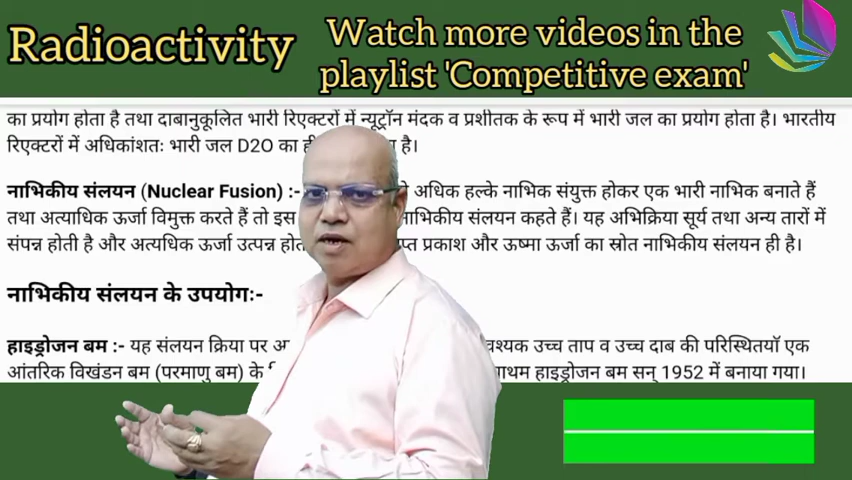 Radioactivity
Watch more videos in the
playlist 'Competitive exam'
का प्रयोग होता है तथा दाबानुकूलित भारी रिएक्टरों में न्यूट्रॉन मंदक व प्रशीतक के रूप में भारी जल का प्रयोग होता है। भारतीय
रिएक्टरों में अधिकांशतः भारी जल D2O का ही है।
नाभिकीय संलयन (Nuclear Fusion) :- अधिक हल्के नाभिक संयुक्त होकर एक भारी नाभिक बनाते हैं
तथा अत्याधिक ऊर्जा विमुक्त करते हैं तो इस नाभिकीय संलयन कहते हैं। यह अभिक्रिया सूर्य तथा अन्य तारों में
संपन्न होती है और अत्यधिक ऊर्जा उत्पन्न प्रकाश और ऊष्मा ऊर्जा का स्रोत नाभिकीय संलयन ही है।
नाभिकीय संलयन के उपयोगः-
हाइड्रोजन बम :- यह संलयन क्रिया पर उच्च ताप व उच्च दाब की परिस्थितियॉ एक
आंतरिक विखंडन बम (परमाणु बम) के हाइड्रोजन बम सन् 1952 में बनाया गया।